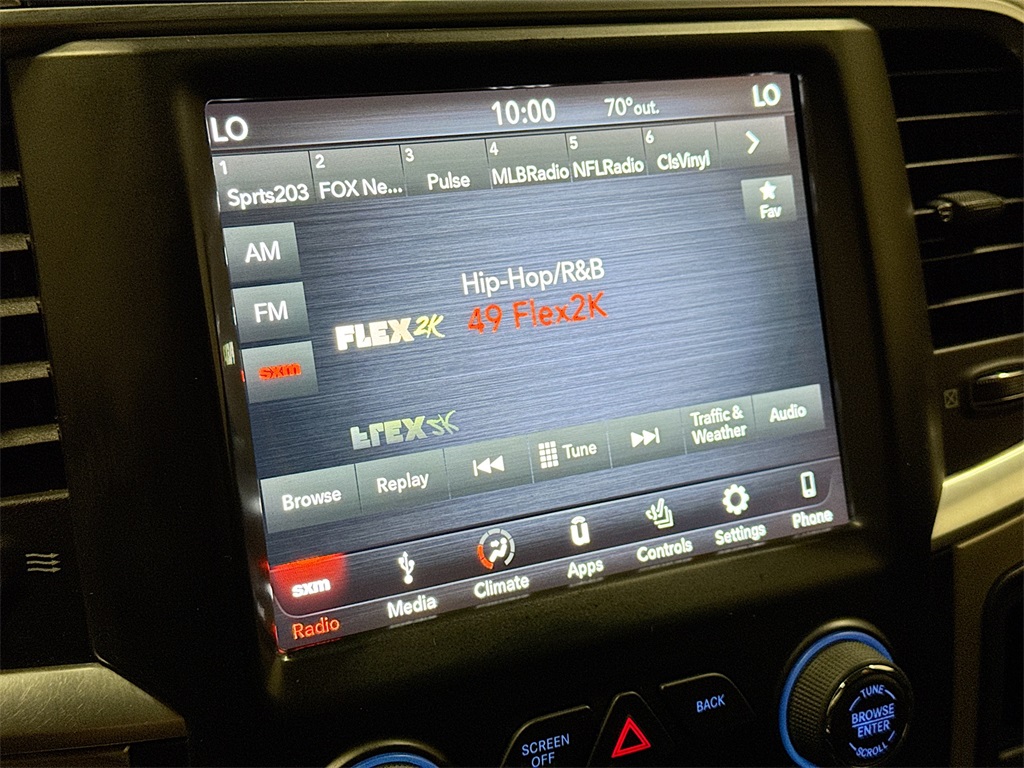 LO 10:00 70° out. LO
1 Sprts203 2 FOX Ne... 3 Pulse 4 MLBRadio 5 NFLRadio 6 ClsVinyl
Fav
AM
FM
sxm
Hip-Hop/R&B
49 Flex2K
FLEX2K
Browse Replay Tune Traffic & Weather Audio
sxm
Radio Media Climate Apps Controls Settings Phone
SCREEN OFF
BACK
TUNE
BROWSE
ENTER
SCROLL